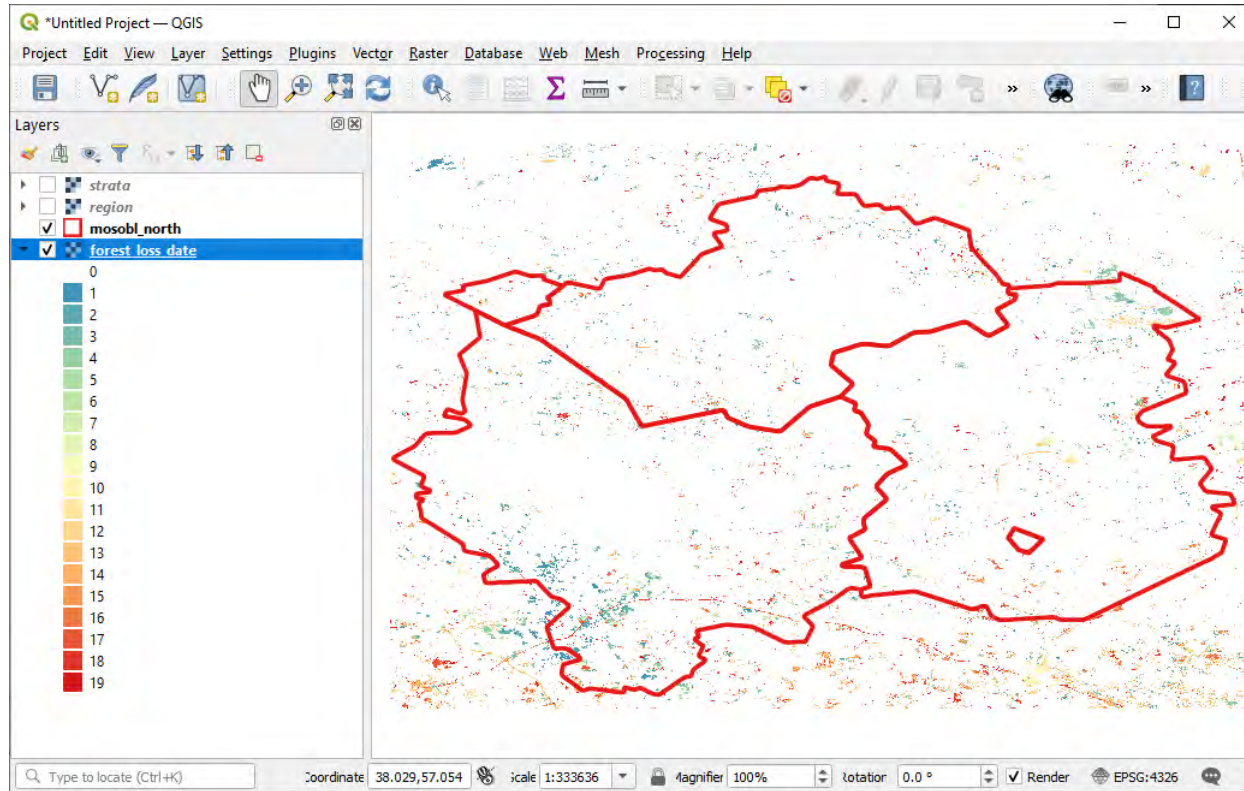 *Untitled Project — QGIS
Project Edit View Layer Settings Plugins Vector Raster Database Web Mesh Processing Help
» »
Layers
strata
region
mosobl_north
forest_loss_date
0
1
2
3
4
5
6
7
8
9
10
11
12
13
14
15
16
17
18
19
Type to locate (Ctrl+K) Coordinate 38.029,57.054 Scale 1:333636 Magnifier 100% Rotation 0.0 ° Render EPSG:4326